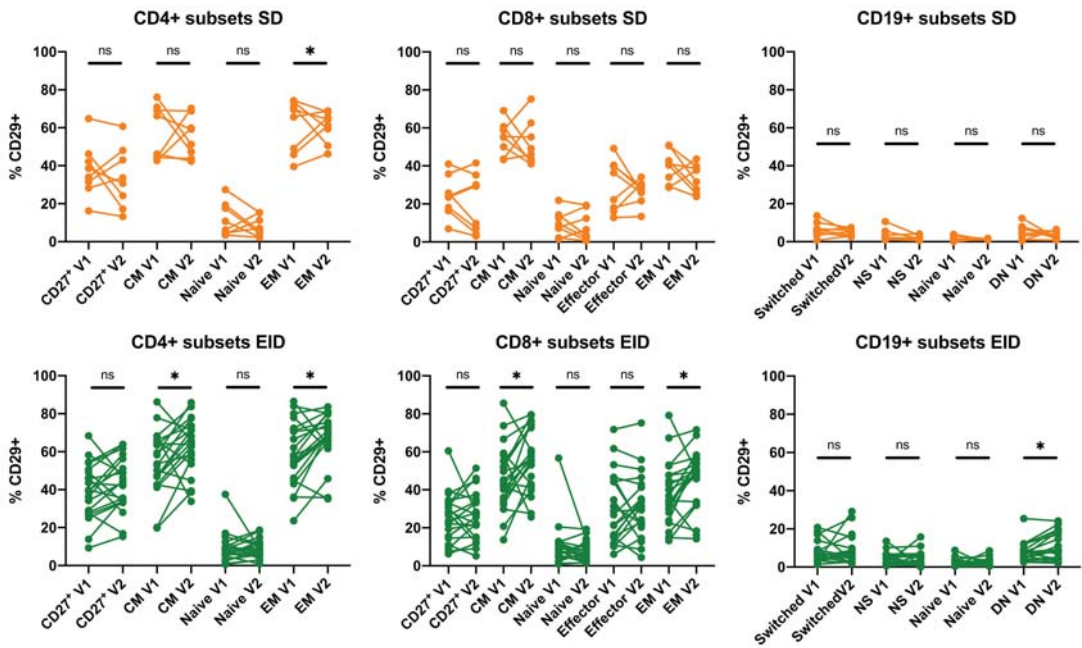 CD4+ subsets SD
% CD29+
100
80
60
40
20
0
ns
ns
ns
*
CD27+ V1
CD27+ V2
CM V1
CM V2
Naive V1
Naive V2
EM V1
EM V2
CD8+ subsets SD
% CD29+
100
80
60
40
20
0
ns
ns
ns
ns
ns
CD27+ V1
CD27+ V2
CM V1
CM V2
Naive V1
Naive V2
Effector V1
Effector V2
EM V1
EM V2
CD19+ subsets SD
% CD29+
100
80
60
40
20
0
ns
ns
ns
ns
Switched V1
SwitchedV2
NS V1
NS V2
Naive V1
Naive V2
DN V1
DN V2
CD4+ subsets EID
% CD29+
100
80
60
40
20
0
ns
*
ns
*
CD27+ V1
CD27+ V2
CM V1
CM V2
Naive V1
Naive V2
EM V1
EM V2
CD8+ subsets EID
% CD29+
100
80
60
40
20
0
ns
*
ns
ns
*
CD27+ V1
CD27+ V2
CM V1
CM V2
Naive V1
Naive V2
Effector V1
Effector V2
EM V1
EM V2
CD19+ subsets EID
% CD29+
100
80
60
40
20
0
ns
ns
ns
*
Switched V1
SwitchedV2
NS V1
NS V2
Naive V1
Naive V2
DN V1
DN V2